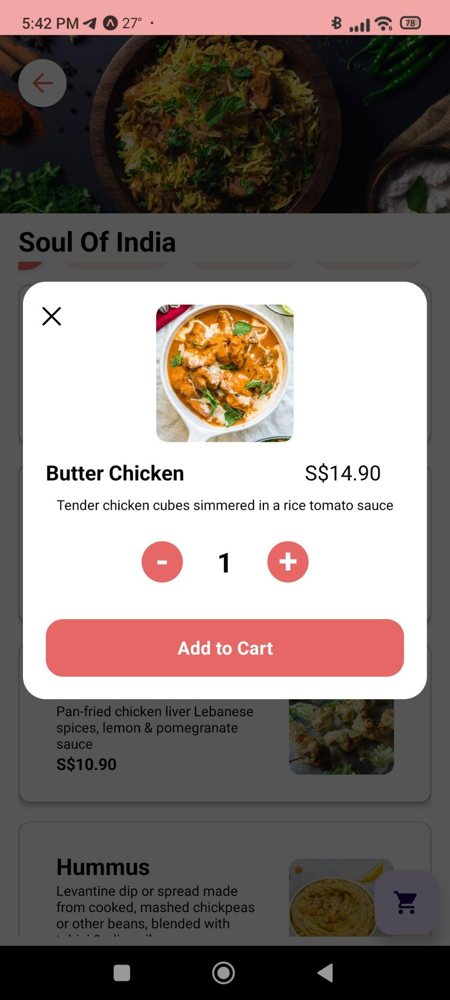 5:42 PM 27°
6 78
Soul Of India
Butter Chicken S$14.90
Tender chicken cubes simmered in a rice tomato sauce
- 1 +
Add to Cart
Pan-fried chicken liver Lebanese
spices, lemon & pomegranate
sauce
S$10.90
Hummus
Levantine dip or spread made
from cooked, mashed chickpeas
or other beans, blended with